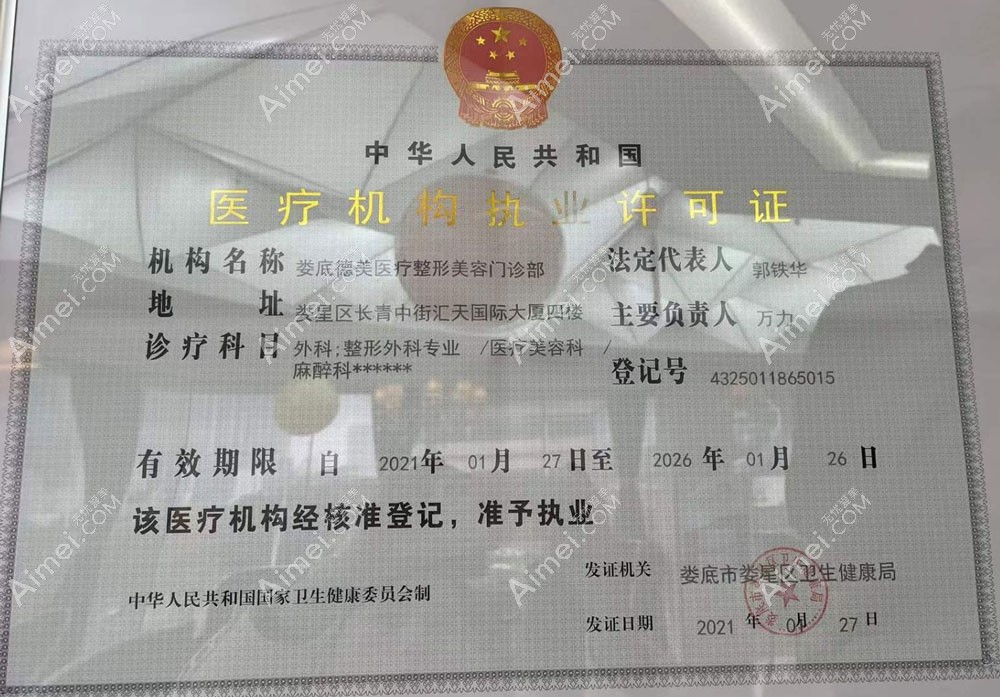 中华人民共和国
医疗机构执业许可证
机构名称 娄底德美医疗整形美容门诊部
法定代表人 郭铁华
地址 娄星区长青中街汇天国际大厦四楼
主要负责人 万力
诊疗科目 外科;整形外科专业 /医疗美容科 /
麻醉科******
登记号 4325011865015
有效期限 自 2021年 01月 27日至 2026年 01月 26日
该医疗机构经核准登记，准予执业
发证机关 娄底市娄星区卫生健康局
中华人民共和国国家卫生健康委员会制
发证日期 2021年 01月 27日
无忧爱美
Aimei.COM